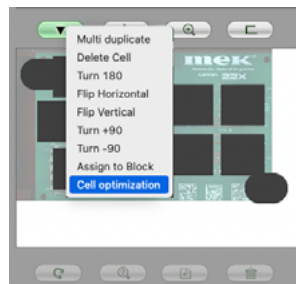 Multi duplicate
Delete Cell
Turn 180
Flip Horizontal
Flip Vertical
Turn +90
Turn -90
Assign to Block
Cell optimization
mek
22X